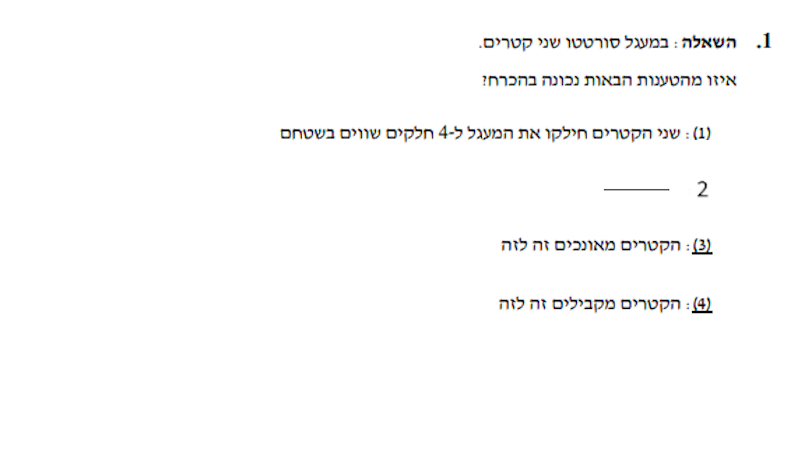 1. השאלה : במעגל סורטטו שני קטרים.
איזו מהטענות הבאות נכונה בהכרח?
(1) : שני הקטרים חילקו את המעגל ל-4 חלקים שווים בשטחם
2 ______
(3) : הקטרים מאונכים זה לזה
(4) : הקטרים מקבילים זה לזה